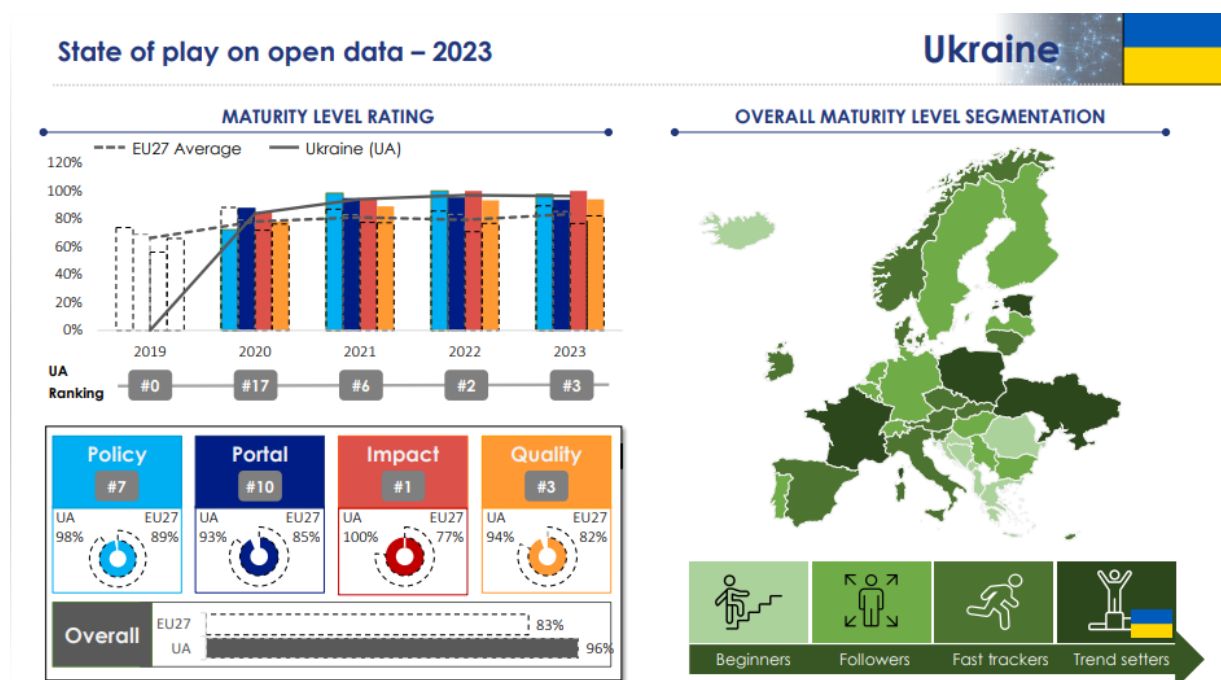 State of play on open data – 2023
Ukraine
MATURITY LEVEL RATING
EU27 Average
Ukraine (UA)
120%
100%
80%
60%
40%
20%
0%
2019 2020 2021 2022 2023
UA
Ranking
#0 #17 #6 #2 #3
Policy
#7
UA EU27
98% 89%
Portal
#10
UA EU27
93% 85%
Impact
#1
UA EU27
100% 77%
Quality
#3
UA EU27
94% 82%
Overall
EU27 83%
UA 96%
OVERALL MATURITY LEVEL SEGMENTATION
Beginners Followers Fast trackers Trend setters